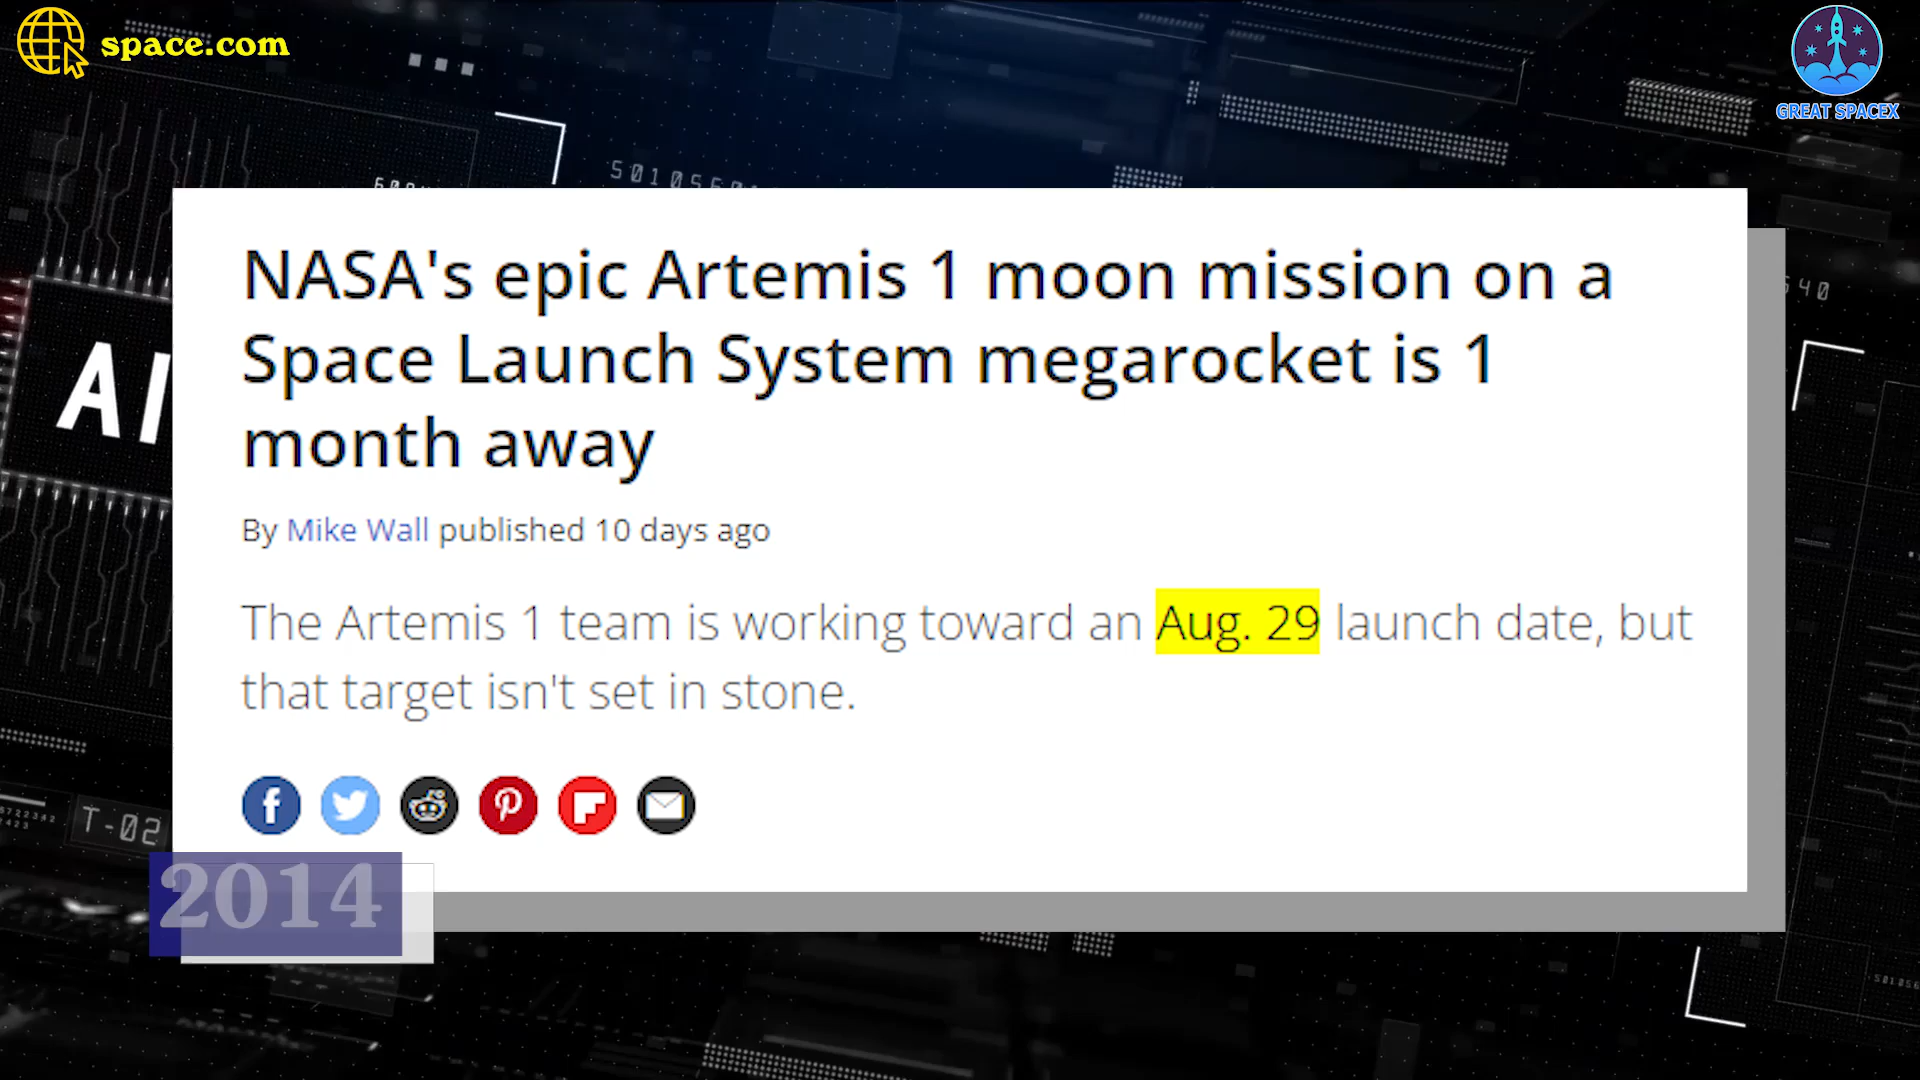 space.com
GREAT SPACEX
NASA's epic Artemis 1 moon mission on a
Space Launch System megarocket is 1
month away
By Mike Wall published 10 days ago
The Artemis 1 team is working toward an Aug. 29 launch date, but
that target isn't set in stone.
AI
T-02
2014